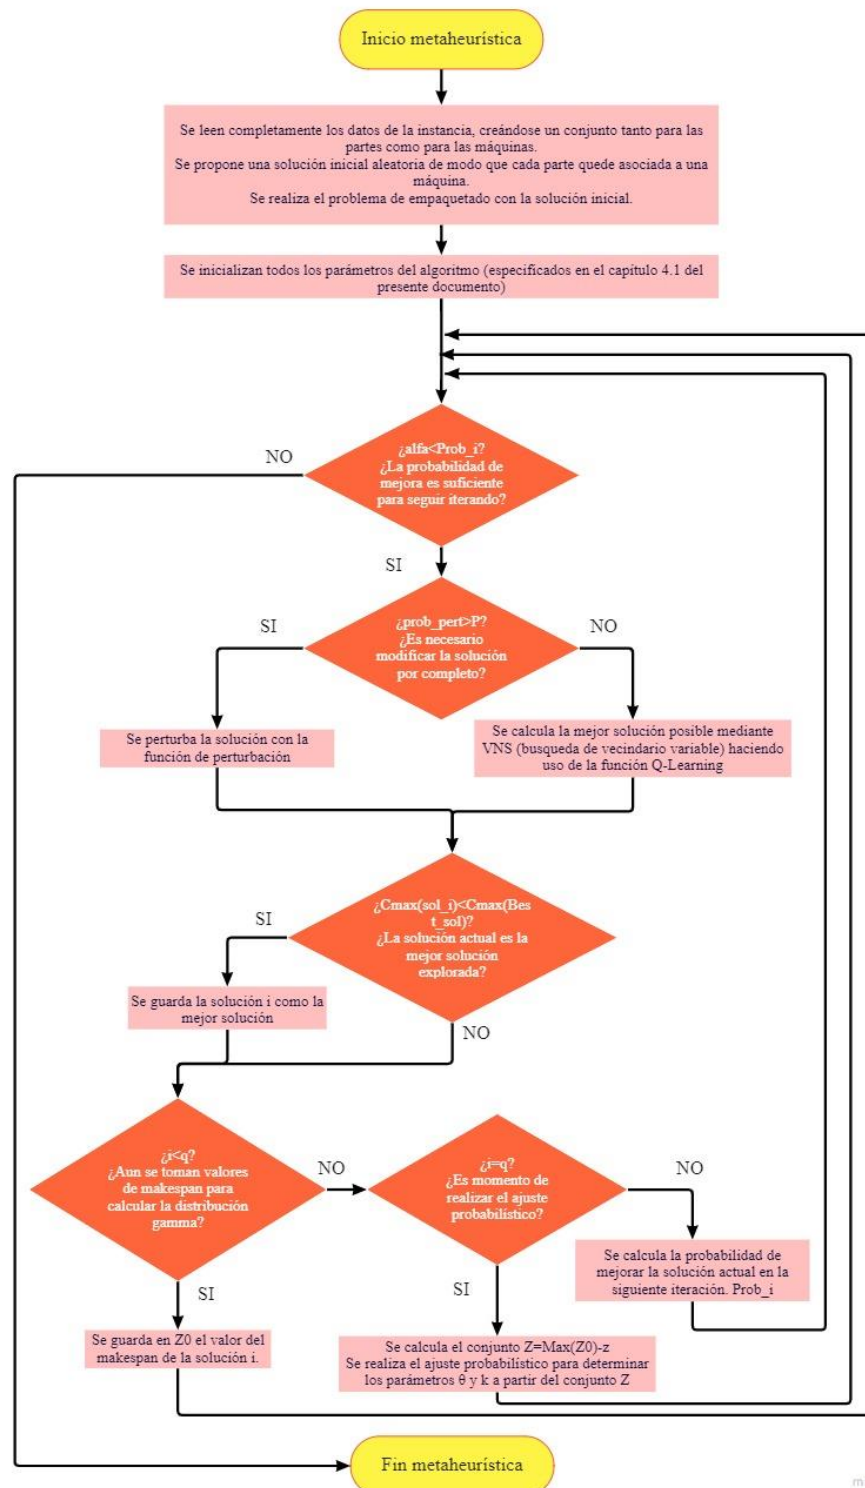 Inicio metaheurística
Se leen completamente los datos de la instancia, creándose un conjunto tanto para las
partes como para las máquinas.
Se propone una solución inicial aleatoria de modo que cada parte quede asociada a una
máquina.
Se realiza el problema de empaquetado con la solución inicial.
Se inicializan todos los parámetros del algoritmo (especificados en el capítulo 4.1 del
presente documento)
¿alfa<Prob_i?
¿La probabilidad de
mejora es suficiente
para seguir iterando?
NO
SI
¿prob_pert>P?
¿Es necesario
modificar la solución
por completo?
SI
NO
Se perturba la solución con la
función de perturbación
Se calcula la mejor solución posible mediante
VNS (busqueda de vecindario variable) haciendo
uso de la función Q-Learning
¿Cmax(sol_i)<Cmax(Bes
t_sol)?
¿La solución actual es la
mejor solución
explorada?
SI
NO
Se guarda la solución i como la
mejor solución
¿i<q?
¿Aun se toman valores
de makespan para
calcular la distribución
gamma?
NO
SI
¿i=q?
¿Es momento de
realizar el ajuste
probabilístico?
NO
SI
Se calcula la probabilidad de
mejorar la solución actual en la
siguiente iteración. Prob_i
Se guarda en Z0 el valor del
makespan de la solución i.
Se calcula el conjunto Z=Max(Z0)-z
Se realiza el ajuste probabilístico para determinar
los parámetros θ y k a partir del conjunto Z
Fin metaheurística
m